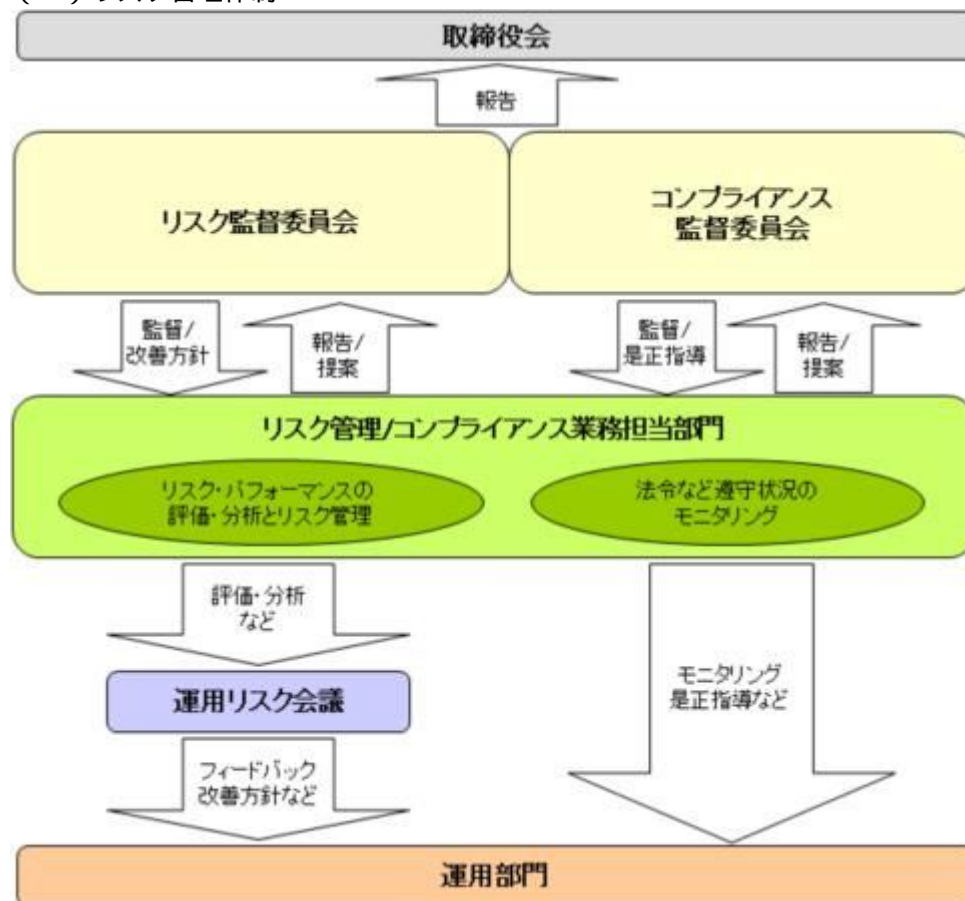 取締役会
報告
リスク監督委員会
コンプライアンス
監督委員会
監督/
改善方針
報告/
提案
監督/
是正指導
報告/
提案
リスク管理/コンプライアンス業務担当部門
リスク・パフォーマンスの
評価・分析とリスク管理
法令など遵守状況の
モニタリング
評価・分析
など
運用リスク会議
モニタリング
是正指導など
フィードバック
改善方針など
運用部門